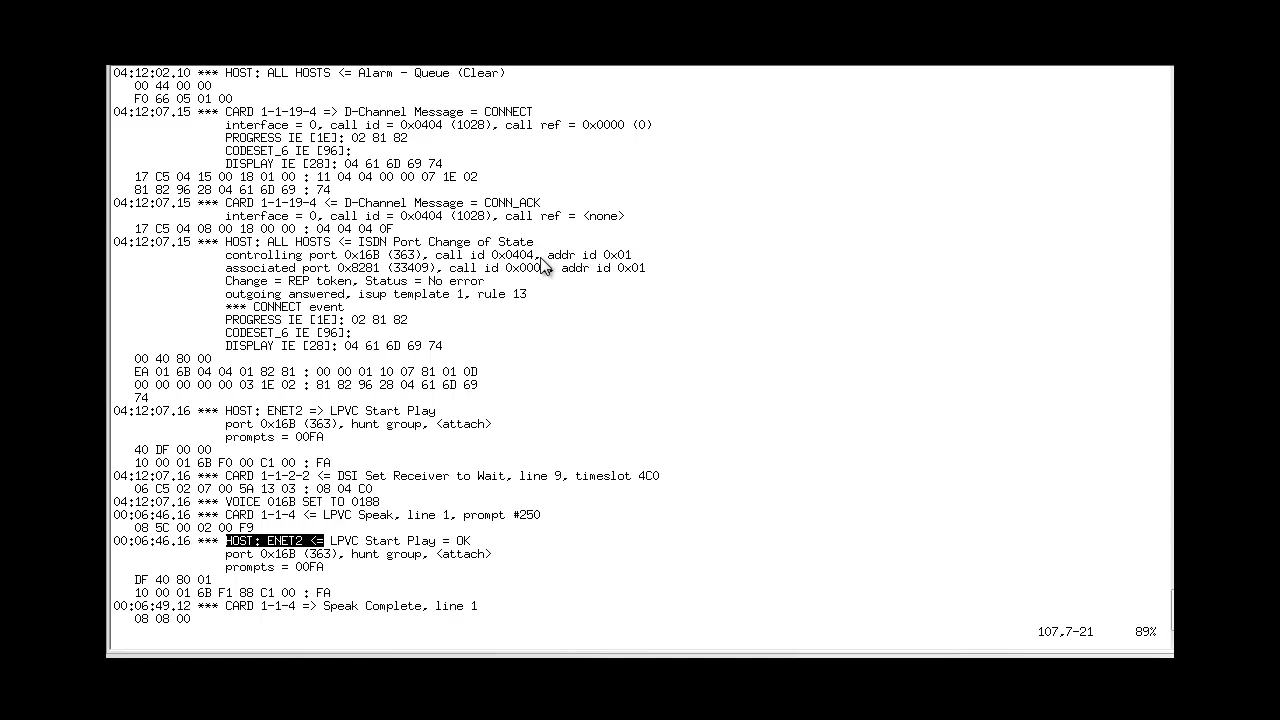 04:12:02.10 *** HOST: ALL HOSTS <= Alarm - Queue (Clear)
00 44 00 00
F0 66 05 01 00
04:12:07.15 *** CARD 1-1-19-4 => D-Channel Message = CONNECT
interface = 0, call id = 0x0404 (1028), call ref = 0x0000 (0)
PROGRESS IE [1E]: 02 81 82
CODESET_6 IE [96]:
DISPLAY IE [28]: 04 61 6D 69 74
17 C5 04 15 00 18 01 00 : 11 04 04 00 00 07 1E 02
81 82 96 28 04 61 6D 69 : 74
04:12:07.15 *** CARD 1-1-19-4 <= D-Channel Message = CONN_ACK
interface = 0, call id = 0x0404 (1028), call ref = <none>
17 C5 04 08 00 18 00 00 : 04 04 04 0F
04:12:07.15 *** HOST: ALL HOSTS <= ISDN Port Change of State
controlling port 0x16B (363), call id 0x0404, addr id 0x01
associated port 0x8281 (33409), call id 0x000 addr id 0x01
Change = REP token, Status = No error
outgoing answered, isup template 1, rule 13
*** CONNECT event
PROGRESS IE [1E]: 02 81 82
CODESET_6 IE [96]:
DISPLAY IE [28]: 04 61 6D 69 74
00 40 80 00
EA 01 6B 04 04 01 82 81 : 00 00 01 10 07 81 01 0D
00 00 00 00 00 03 1E 02 : 81 82 96 28 04 61 6D 69
74
04:12:07.16 *** HOST: ENET2 => LPVC Start Play
port 0x16B (363), hunt group, <attach>
prompts = 00FA
40 DF 00 00
10 00 01 6B F0 00 C1 00 : FA
04:12:07.16 *** CARD 1-1-2-2 <= DSI Set Receiver to Wait, line 9, timeslot 4C0
06 C5 02 07 00 5A 13 03 : 08 04 C0
04:12:07.16 *** VOICE 016B SET TO 0188
00:06:46.16 *** CARD 1-1-4 <= LPVC Speak, line 1, prompt #250
08 5C 00 02 00 F9
00:06:46.16 *** HOST: ENET2 <= LPVC Start Play = OK
port 0x16B (363), hunt group, <attach>
prompts = 00FA
DF 40 80 01
10 00 01 6B F1 88 C1 00 : FA
00:06:49.12 *** CARD 1-1-4 => Speak Complete, line 1
08 08 00
107,7-21 89%